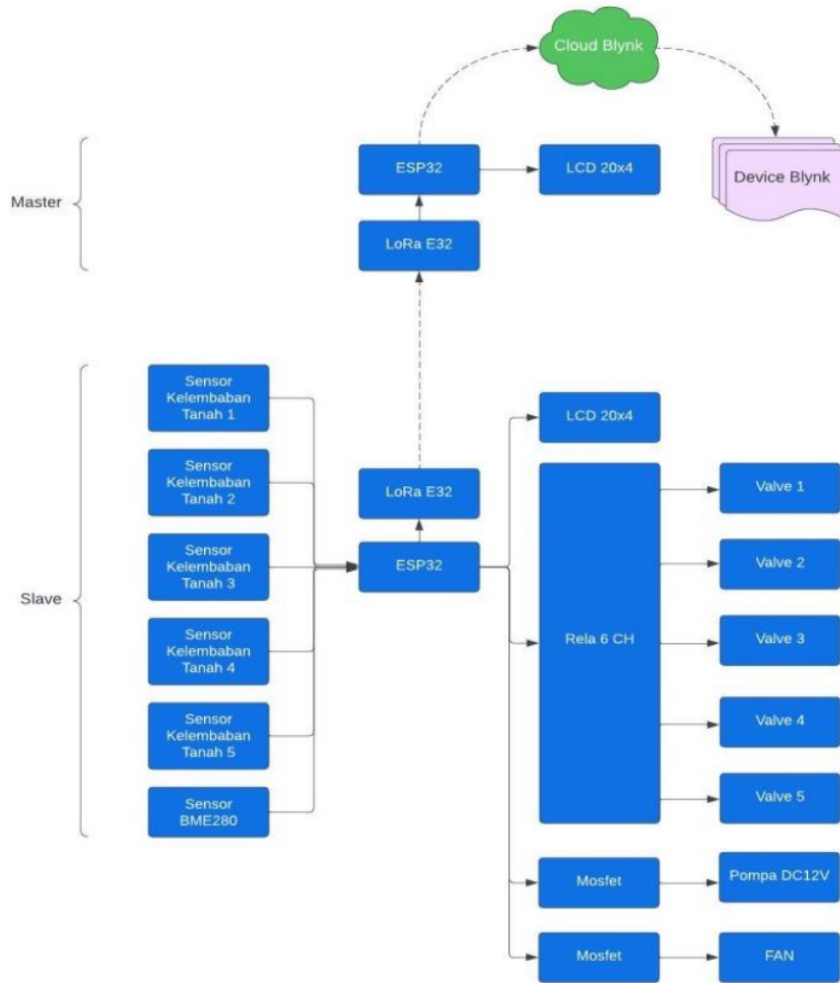 Cloud Blynk
ESP32
LCD 20x4
Device Blynk
Master
LoRa E32
Sensor
Kelembaban
Tanah 1
LCD 20x4
Sensor
Kelembaban
Tanah 2
LoRa E32
Valve 1
ESP32
Sensor
Kelembaban
Tanah 3
Valve 2
Slave
Sensor
Kelembaban
Tanah 4
Rela 6 CH
Valve 3
Sensor
Kelembaban
Tanah 5
Valve 4
Sensor
BME280
Valve 5
Mosfet
Pompa DC12V
Mosfet
FAN